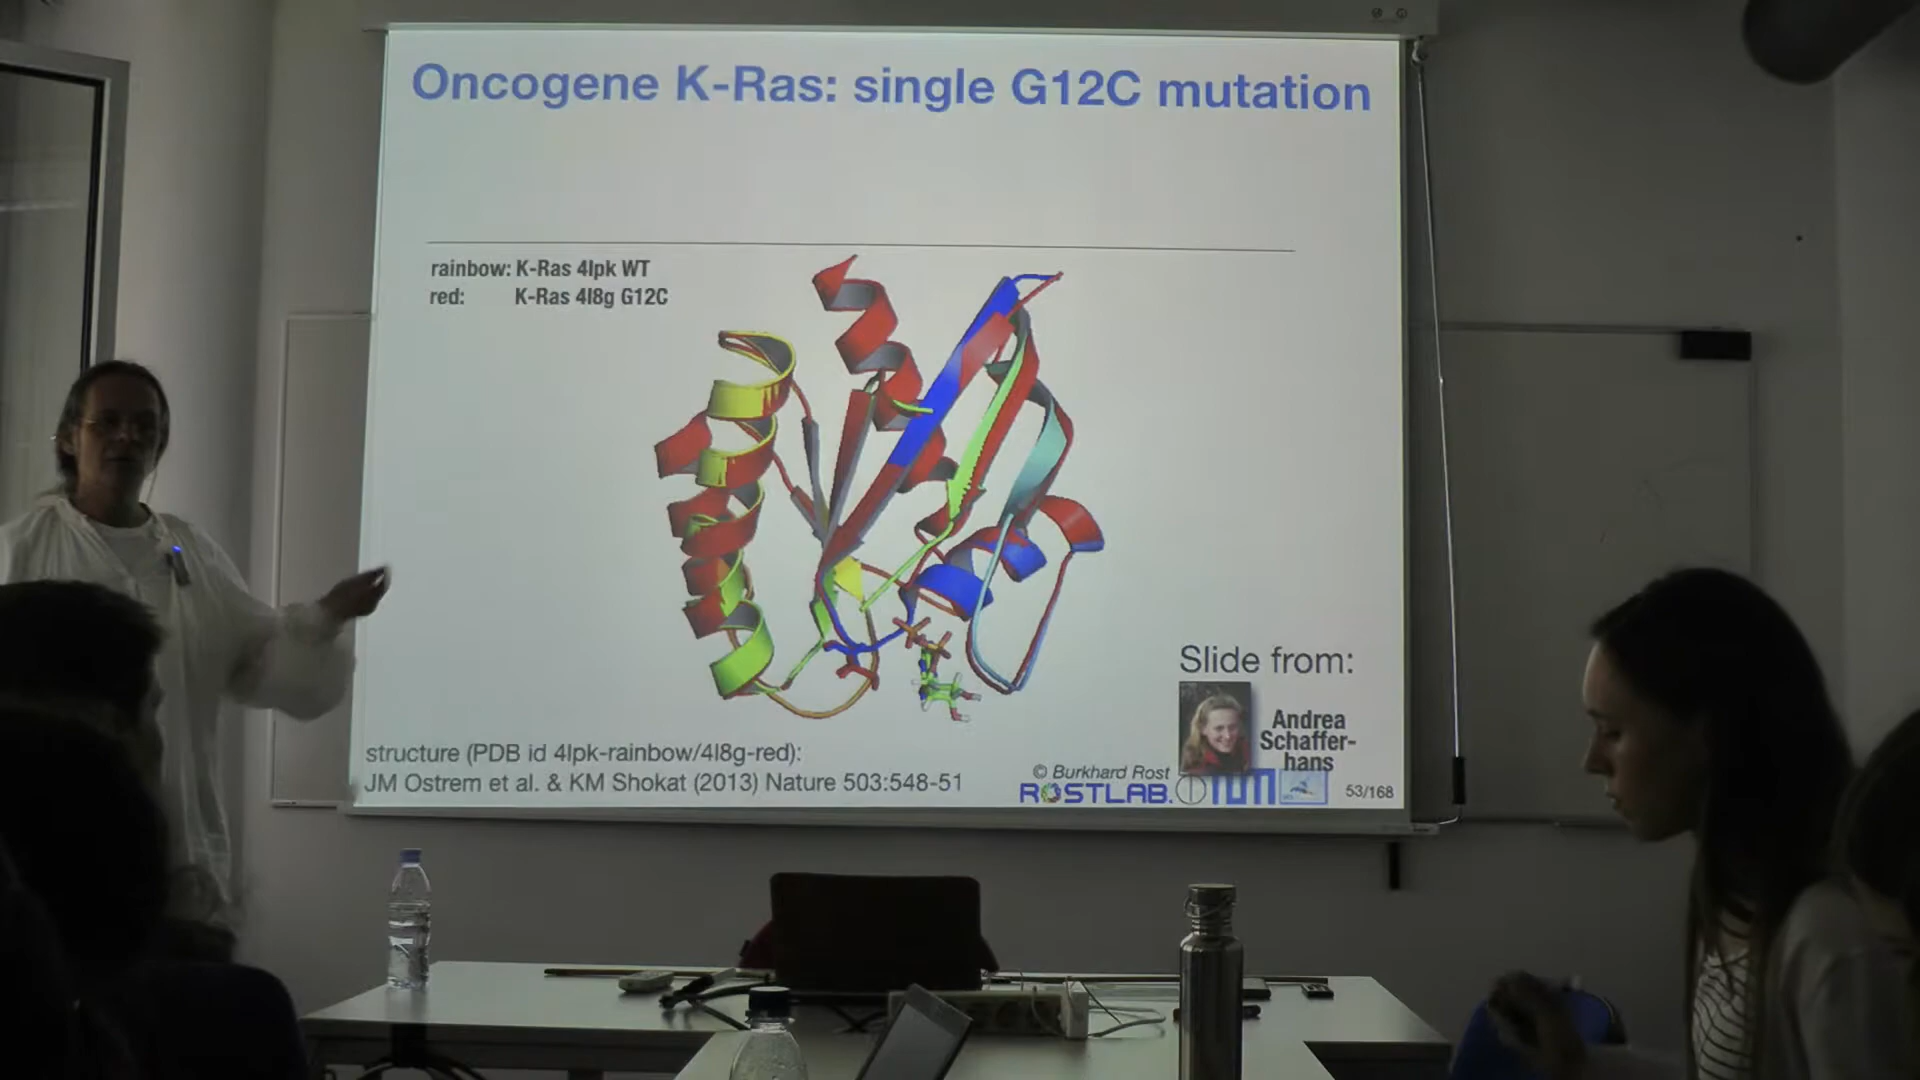 Oncogene K-Ras: single G12C mutation
rainbow: K-Ras 4lpk WT
red: K-Ras 4l8g G12C
Slide from:
Andrea
Schaffer-
hans
structure (PDB id 4lpk-rainbow/4l8g-red):
JM Ostrem et al. & KM Shokat (2013) Nature 503:548-51
© Burkhard Rost
ROSTLAB.
TUM
53/168